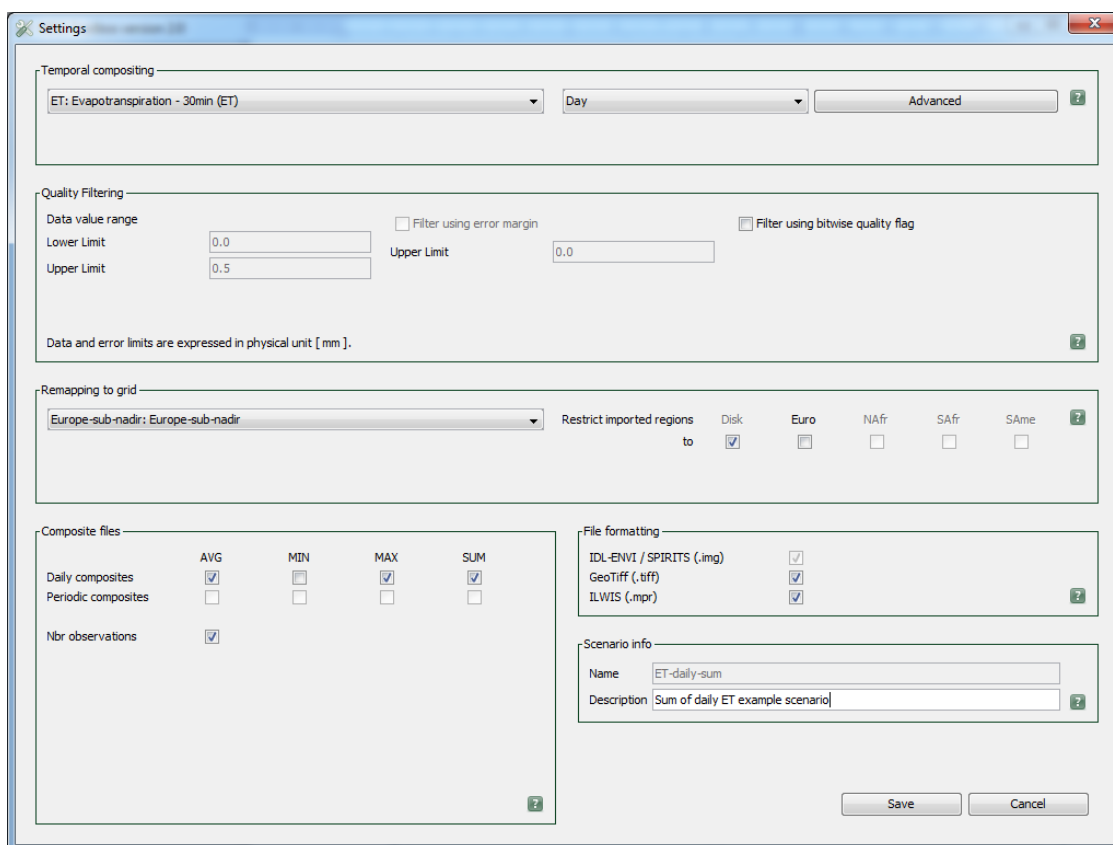 Settings
Temporal compositing
ET: Evapotranspiration - 30min (ET) Day Advanced ?
Quality Filtering
Data value range Filter using error margin Filter using bitwise quality flag
Lower Limit 0.0 Upper Limit 0.0
Upper Limit 0.5
Data and error limits are expressed in physical unit [ mm ]. ?
Remapping to grid
Europe-sub-nadir: Europe-sub-nadir Restrict imported regions Disk Euro NAfr SAfr SAme ?
to
Composite files
AVG MIN MAX SUM
Daily composites
Periodic composites
Nbr observations
?
File formatting
IDL-ENVI / SPIRITS (.img)
GeoTiff (.tiff)
ILWIS (.mpr) ?
Scenario info
Name ET-daily-sum
Description Sum of daily ET example scenario ?
Save Cancel